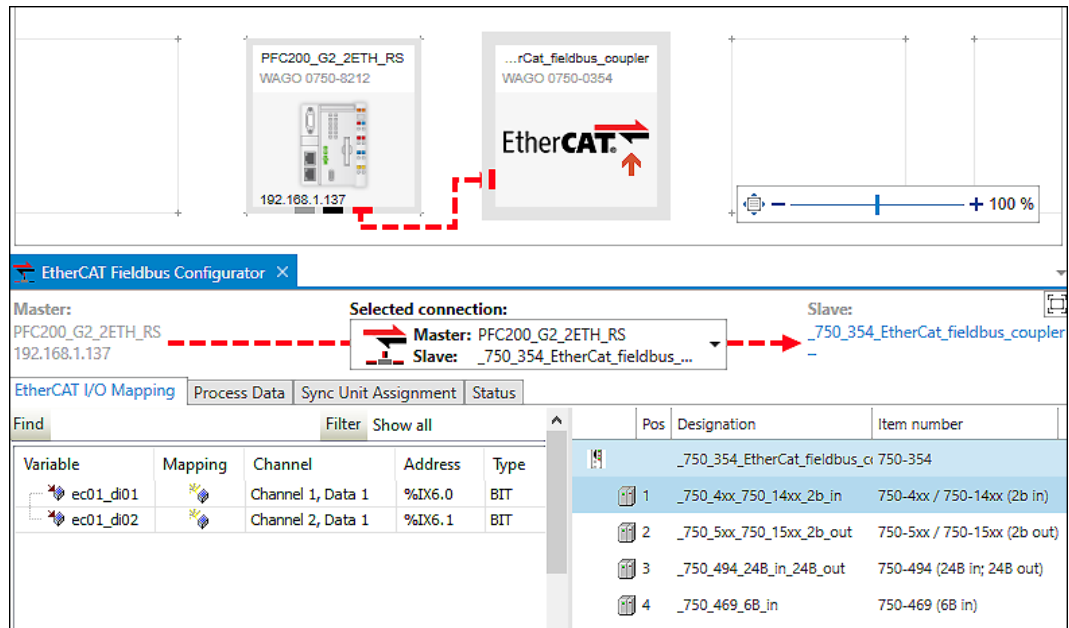 PFC200_G2_2ETH_RS
WAGO 0750-8212
192.168.1.137
...rCat_fieldbus_coupler
WAGO 0750-0354
EtherCAT®
100 %
EtherCAT Fieldbus Configurator
Master:
PFC200_G2_2ETH_RS
192.168.1.137
Selected connection:
Master: PFC200_G2_2ETH_RS
Slave: _750_354_EtherCat_fieldbus_...
Slave:
_750_354_EtherCat_fieldbus_coupler
–
EtherCAT I/O Mapping Process Data Sync Unit Assignment Status
Find Filter Show all
Variable Mapping Channel Address Type
ec01_di01 Channel 1, Data 1 %IX6.0 BIT
ec01_di02 Channel 2, Data 1 %IX6.1 BIT
Pos Designation Item number
_750_354_EtherCat_fieldbus_cc 750-354
1 _750_4xx_750_14xx_2b_in 750-4xx / 750-14xx (2b in)
2 _750_5xx_750_15xx_2b_out 750-5xx / 750-15xx (2b out)
3 _750_494_24B_in_24B_out 750-494 (24B in; 24B out)
4 _750_469_6B_in 750-469 (6B in)